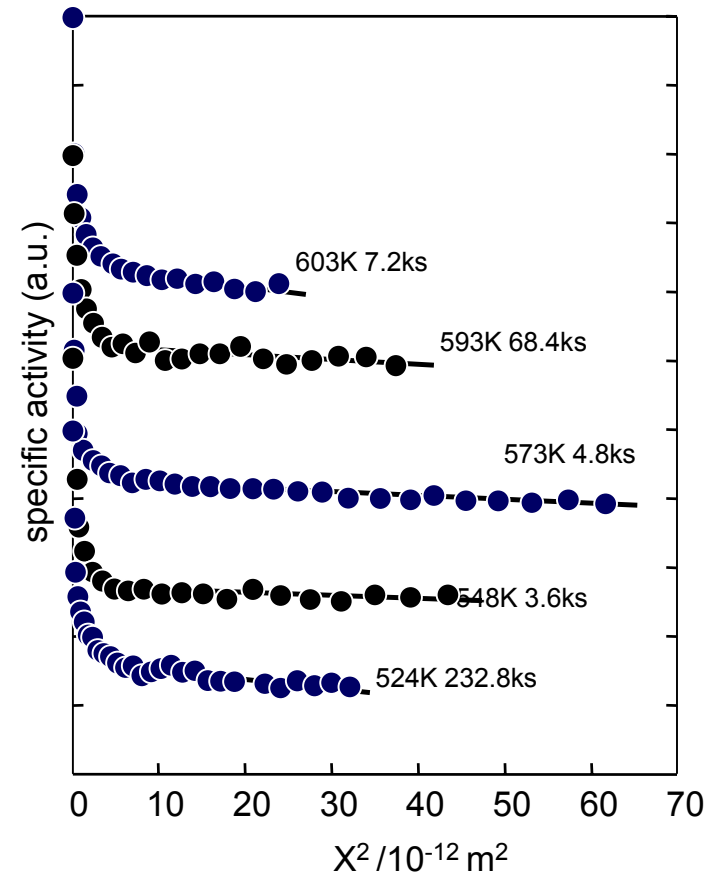 specific activity (a.u.)
603K 7.2ks
593K 68.4ks
573K 4.8ks
548K 3.6ks
524K 232.8ks
0 10 20 30 40 50 60 70
X² /10⁻¹² m²